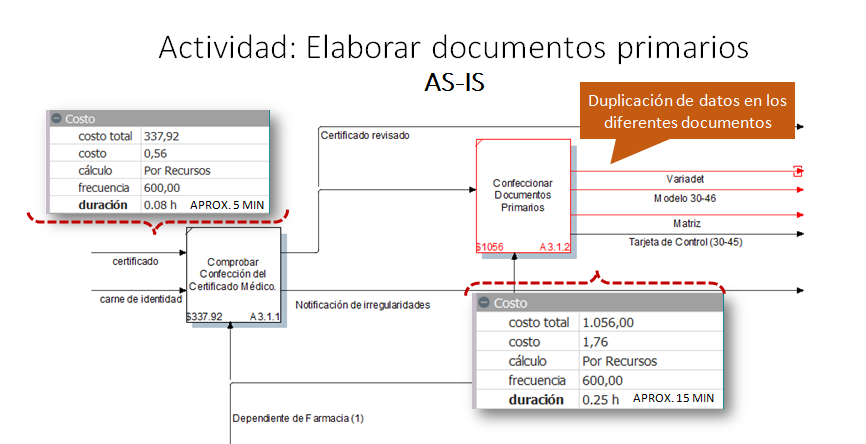 Actividad: Elaborar documentos primarios
AS-IS
Costo
costo total 337,92
costo 0,56
cálculo Por Recursos
frecuencia 600,00
duración 0.08 h APROX. 5 MIN
Duplicación de datos en los
diferentes documentos
Certificado revisado
Confeccionar
Documentos
Primarios
$1056 A3.1.2
Variadet
Modelo 30-46
Matriz
Tarjeta de Control (30-45)
certificado
carne de identidad
Comprobar
Confección del
Certificado Médico.
$337.92 A3.1.1
Notificación de irregularidades
Costo
costo total 1.056,00
costo 1,76
cálculo Por Recursos
frecuencia 600,00
duración 0.25 h APROX. 15 MIN
Dependiente de Farmacia (1)